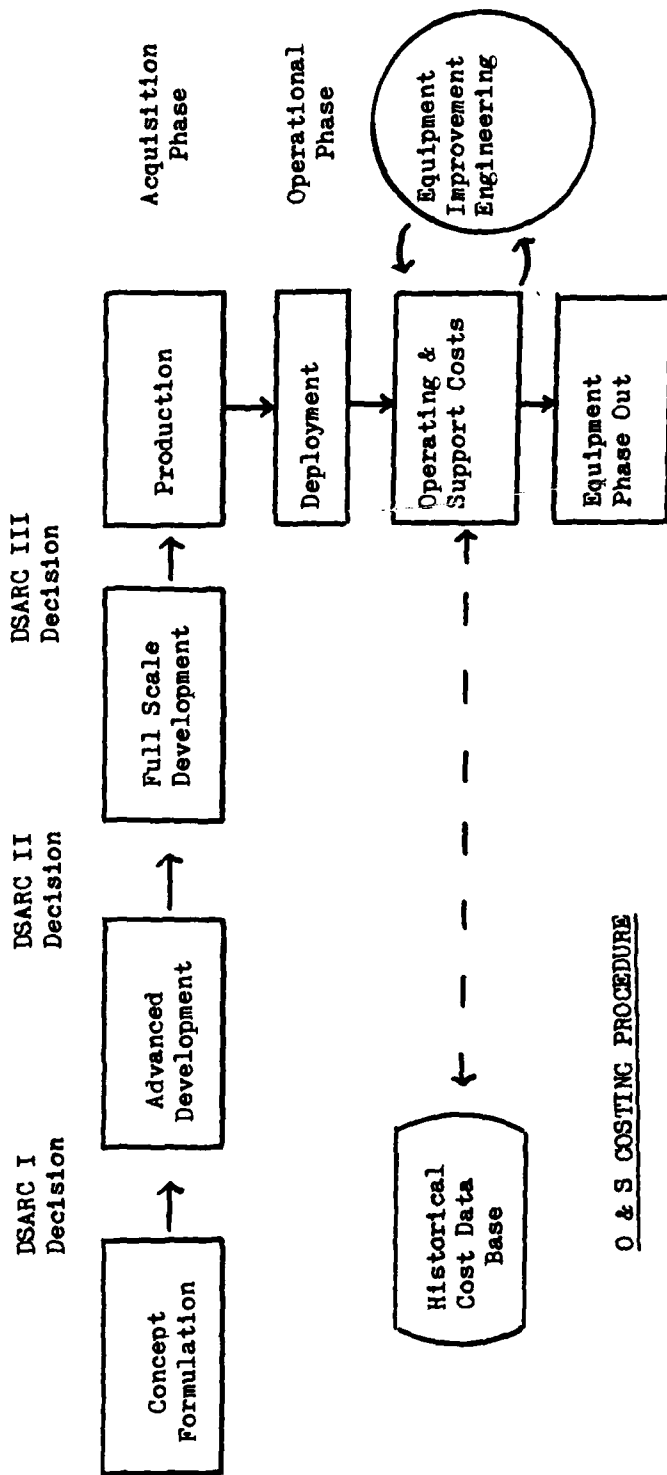 DSARC I
Decision
DSARC II
Decision
DSARC III
Decision
Concept
Formulation
Advanced
Development
Full Scale
Development
Production
Acquisition
Phase
Deployment
Operational
Phase
Historical
Cost Data
Base
Operating &
Support Costs
Equipment
Improvement
Engineering
Equipment
Phase Out
O & S COSTING PROCEDURE